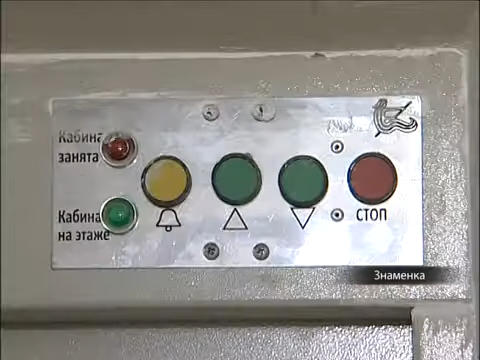 Кабина
занята
Кабина
на этаже
СТОП
Знаменка